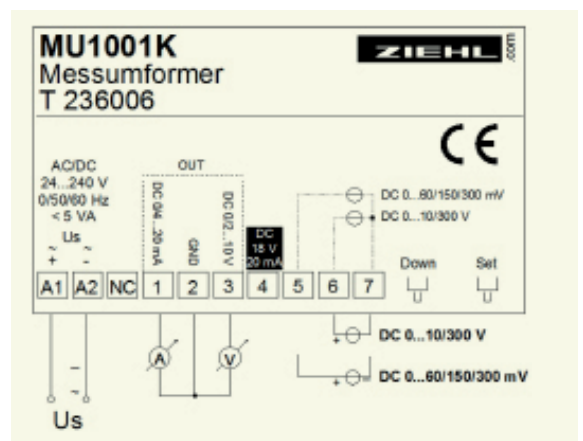 MU1001K
ZIEHL
.com
Messumformer
T 236006
CE
AC/DC
24...240 V
0/50/60 Hz
< 5 VA
Us
~ ~
+ -
OUT
DC 0/4...20 mA
GND
DC 0/2...10 V
DC
18 V
20 mA
DC 0...60/150/300 mV
DC 0...10/300 V
Down Set
A1 A2 NC 1 2 3 4 5 6 7
A V
+ DC 0...10/300 V
+ DC 0...60/150/300 mV
Us